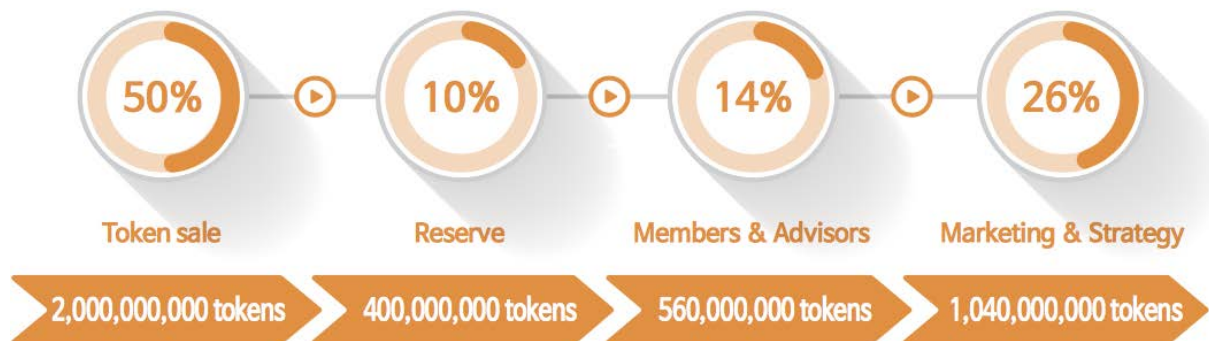 50%
10%
14%
26%
Token sale
Reserve
Members & Advisors
Marketing & Strategy
2,000,000,000 tokens
400,000,000 tokens
560,000,000 tokens
1,040,000,000 tokens